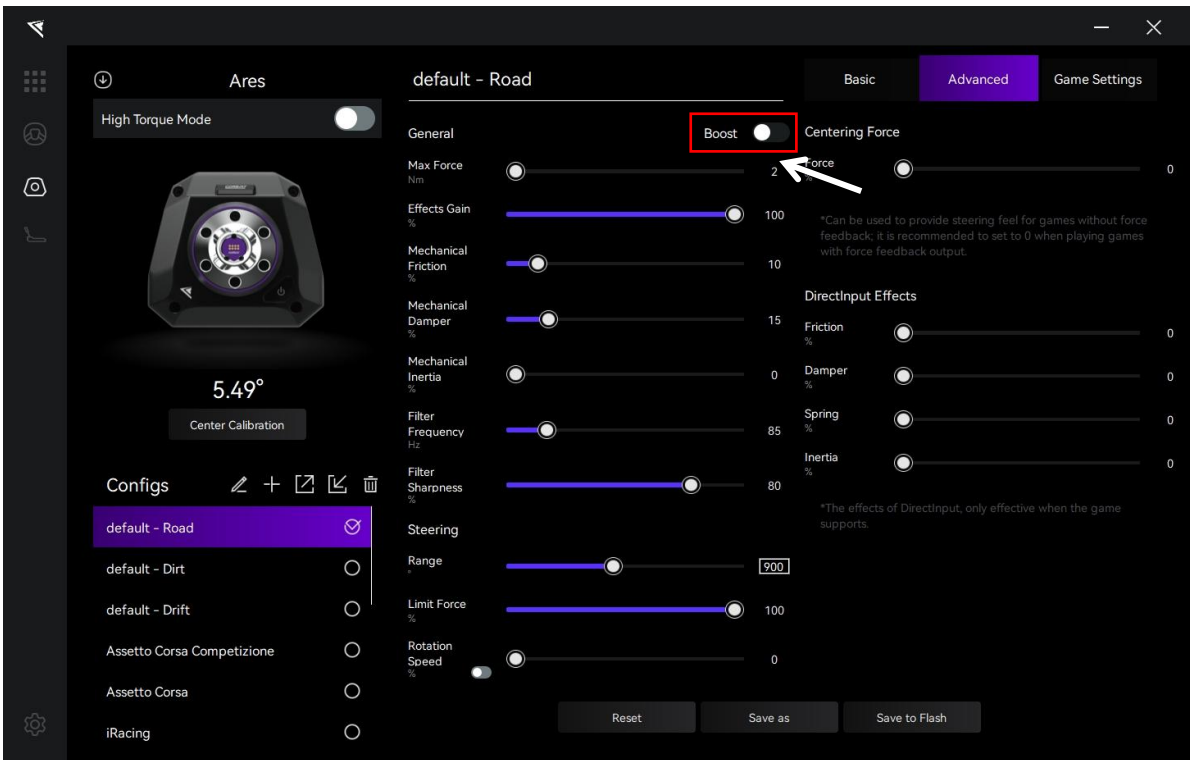 Ares
High Torque Mode
5.49°
Center Calibration
Configs
default - Road
default - Dirt
default - Drift
Assetto Corsa Competizione
Assetto Corsa
iRacing
default - Road
General
Boost
Max Force
Nm
2
Effects Gain
%
100
Mechanical
Friction
%
10
Mechanical
Damper
%
15
Mechanical
Inertia
%
0
Filter
Frequency
Hz
85
Filter
Sharpness
%
80
Steering
Range
°
900
Limit Force
%
100
Rotation
Speed
%
0
Reset
Save as
Save to Flash
Basic
Advanced
Game Settings
Centering Force
Force
%
0
*Can be used to provide steering feel for games without force
feedback; it is recommended to set to 0 when playing games
with force feedback output.
DirectInput Effects
Friction
%
0
Damper
%
0
Spring
%
0
Inertia
%
0
*The effects of DirectInput, only effective when the game
supports.